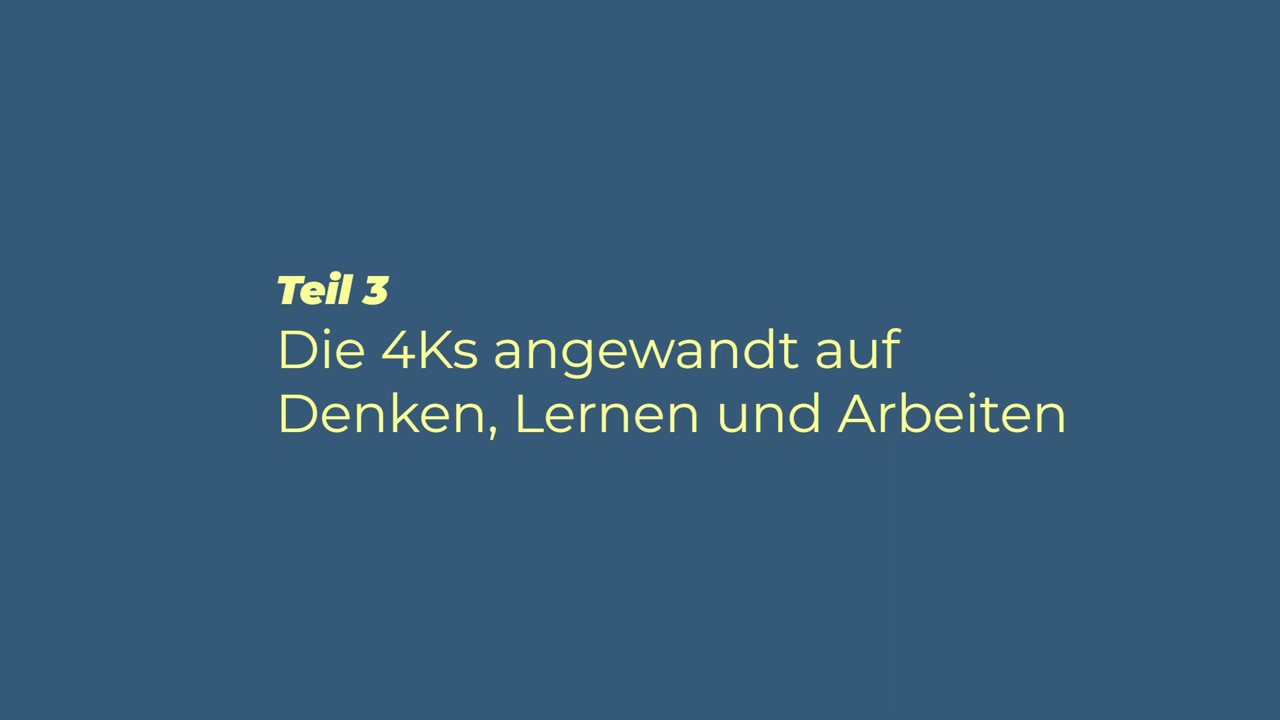 Teil 3
Die 4Ks angewandt auf
Denken, Lernen und Arbeiten